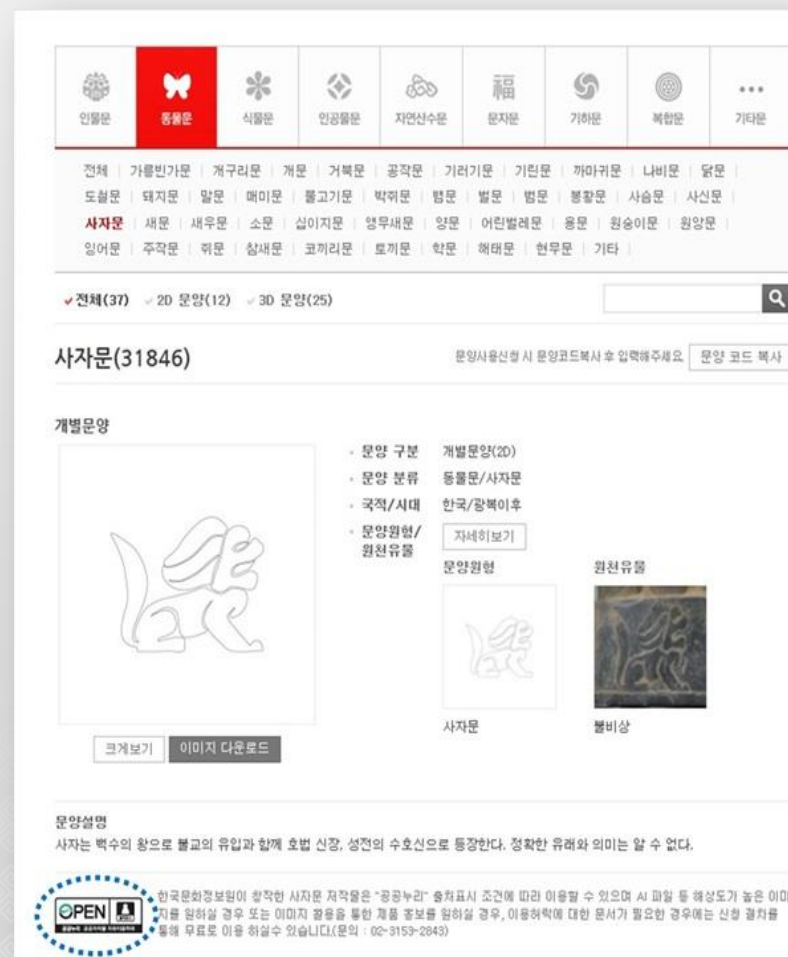 인물문
동물문
식물문
인공물문
자연산수문
福
문자문
기하문
복합문
기타문
전체 가릉빈가문 개구리문 개문 거북문 공작문 기러기문 기린문 까마귀문 나비문 닭문
도철문 돼지문 말문 매미문 물고기문 박쥐문 뱀문 벌문 범문 봉황문 사슴문 사신문
사자문 새문 새우문 소문 십이지문 앵무새문 양문 어린벌레문 용문 원숭이문 원앙문
잉어문 주작문 쥐문 참새문 코끼리문 토끼문 학문 해태문 현무문 기타
전체(37) 2D 문양(12) 3D 문양(25)
사자문(31846)
문양사용신청 시 문양코드복사 후 입력해주세요. 문양 코드 복사
개별문양
문양 구분 개별문양(2D)
문양 분류 동물문/사자문
국적/시대 한국/광복이후
문양원형/
원천유물
자세히보기
문양원형 원천유물
사자문 불비상
크게보기 이미지 다운로드
문양설명
사자는 백수의 왕으로 불교의 유입과 함께 호법 신장, 성전의 수호신으로 등장한다. 정확한 유래와 의미는 알 수 없다.
한국문화정보원이 창작한 사자문 저작물은 "공공누리" 출처표시 조건에 따라 이용할 수 있으며 AI 파일 등 해상도가 높은 이미
지를 원하실 경우 또는 이미지 활용을 통한 제품 홍보를 원하실 경우, 이용허락에 대한 문서가 필요한 경우에는 신청 절차를
통해 무료로 이용 하실수 있습니다.(문의 : 02-3153-2843)
OPEN
공공누리 공공저작물 자유이용허락